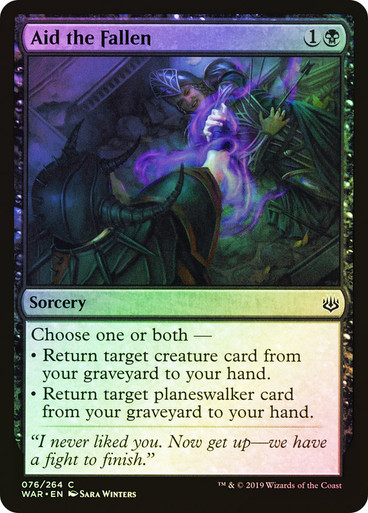 Aid the Fallen 1
Sorcery
Choose one or both —
• Return target creature card from
your graveyard to your hand.
• Return target planeswalker card
from your graveyard to your hand.
“I never liked you. Now get up—we have
a fight to finish.”
076/264 C
WAR • EN Sara Winters
™ & © 2019 Wizards of the Coast